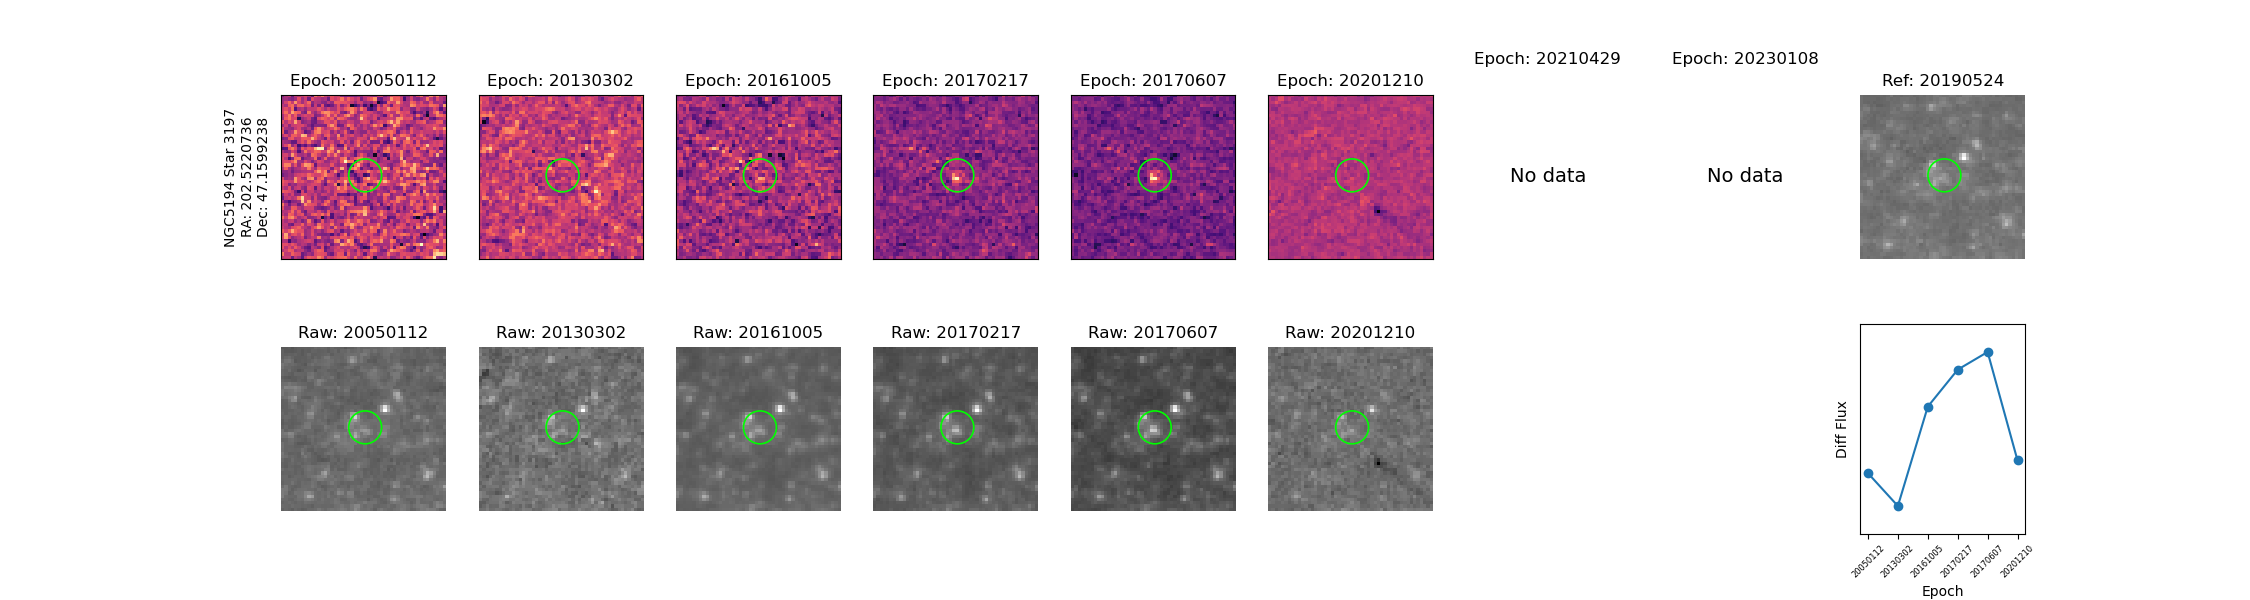 Epoch: 20050112
Epoch: 20130302
Epoch: 20161005
Epoch: 20170217
Epoch: 20170607
Epoch: 20201210
Epoch: 20210429
Epoch: 20230108
Ref: 20190524
NGC5194 Star 3197
RA: 202.5220736
Dec: 47.1599238
No data
No data
Raw: 20050112
Raw: 20130302
Raw: 20161005
Raw: 20170217
Raw: 20170607
Raw: 20201210
Diff Flux
20050112
20130302
20161005
20170217
20170607
20201210
Epoch